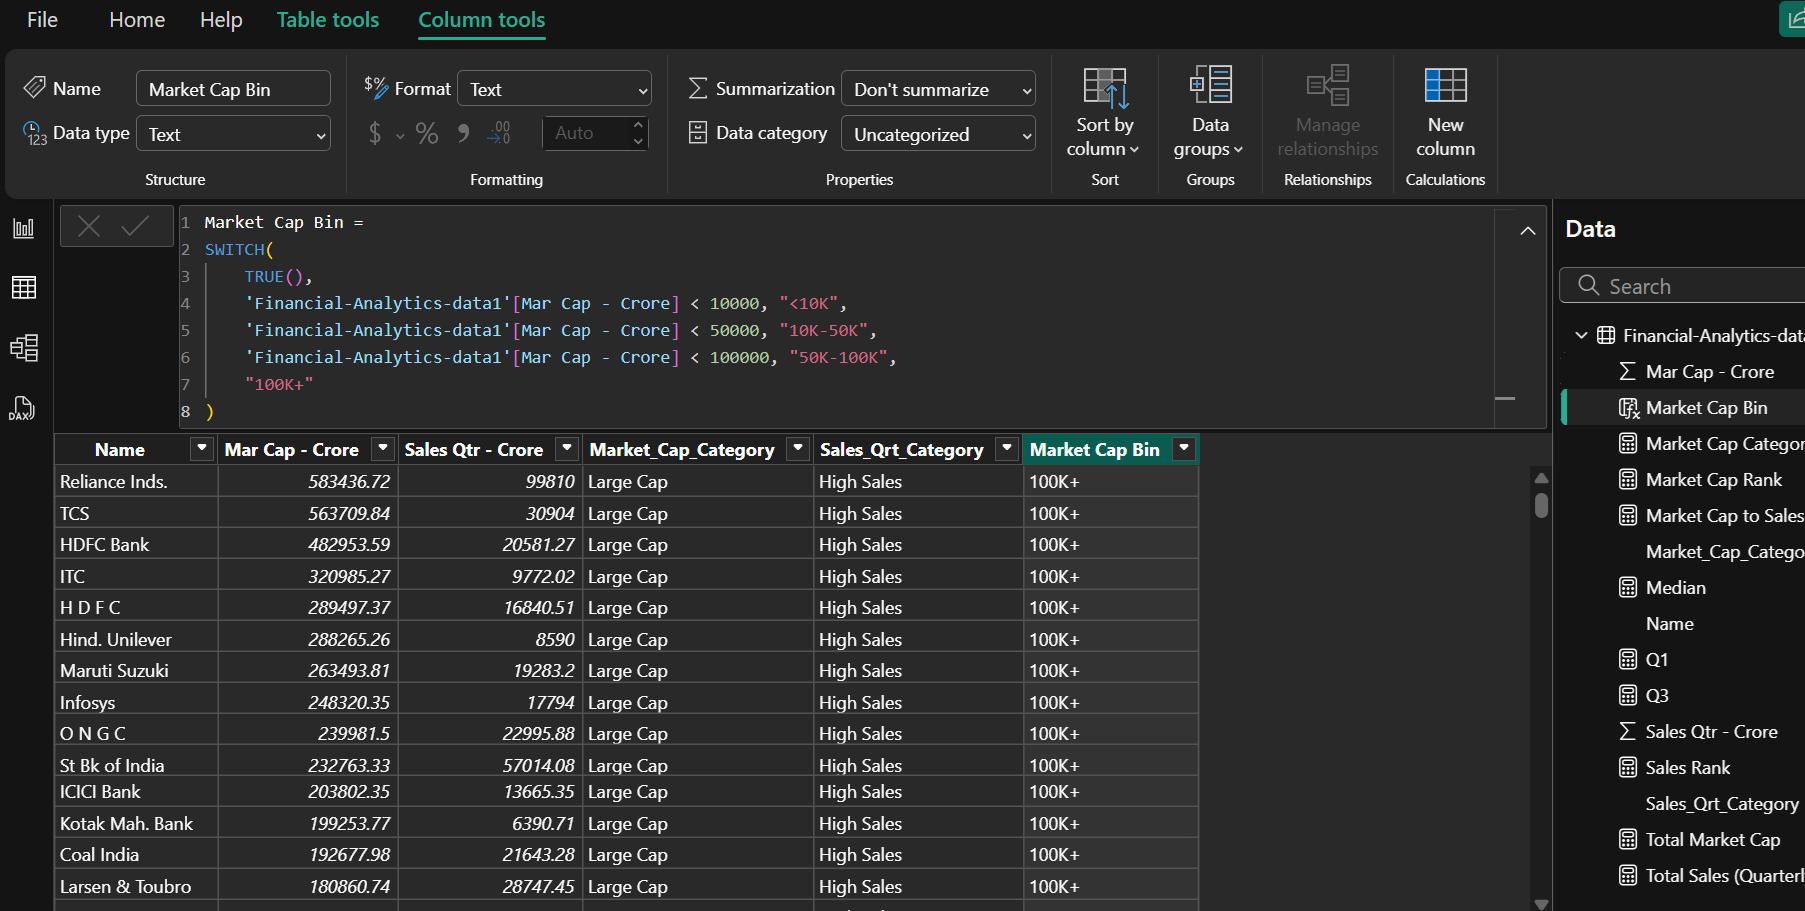 File Home Help Table tools Column tools
Name Market Cap Bin
Data type Text
Structure
$% Format Text
$ % , .00 Auto
Formatting
Summarization Don't summarize
Data category Uncategorized
Properties
Sort by
column
Sort
Data
groups
Groups
Manage
relationships
Relationships
New
column
Calculations
1 Market Cap Bin =
2 SWITCH(
3 TRUE(),
4 'Financial-Analytics-data1'[Mar Cap - Crore] < 10000, "<10K",
5 'Financial-Analytics-data1'[Mar Cap - Crore] < 50000, "10K-50K",
6 'Financial-Analytics-data1'[Mar Cap - Crore] < 100000, "50K-100K",
7 "100K+"
8 )
DAX
Name Mar Cap - Crore Sales Qtr - Crore Market_Cap_Category Sales_Qrt_Category Market Cap Bin
Reliance Inds. 583436.72 99810 Large Cap High Sales 100K+
TCS 563709.84 30904 Large Cap High Sales 100K+
HDFC Bank 482953.59 20581.27 Large Cap High Sales 100K+
ITC 320985.27 9772.02 Large Cap High Sales 100K+
H D F C 289497.37 16840.51 Large Cap High Sales 100K+
Hind. Unilever 288265.26 8590 Large Cap High Sales 100K+
Maruti Suzuki 263493.81 19283.2 Large Cap High Sales 100K+
Infosys 248320.35 17794 Large Cap High Sales 100K+
O N G C 239981.5 22995.88 Large Cap High Sales 100K+
St Bk of India 232763.33 57014.08 Large Cap High Sales 100K+
ICICI Bank 203802.35 13665.35 Large Cap High Sales 100K+
Kotak Mah. Bank 199253.77 6390.71 Large Cap High Sales 100K+
Coal India 192677.98 21643.28 Large Cap High Sales 100K+
Larsen & Toubro 180860.74 28747.45 Large Cap High Sales 100K+
Data
Search
Financial-Analytics-data
Mar Cap - Crore
Market Cap Bin
Market Cap Categor
Market Cap Rank
Market Cap to Sales
Market_Cap_Catego
Median
Name
Q1
Q3
Sales Qtr - Crore
Sales Rank
Sales_Qrt_Category
Total Market Cap
Total Sales (Quarterl